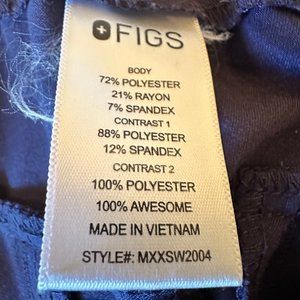 FIGS
BODY
72% POLYESTER
21% RAYON
7% SPANDEX
CONTRAST 1
88% POLYESTER
12% SPANDEX
CONTRAST 2
100% POLYESTER
100% AWESOME
MADE IN VIETNAM
STYLE#: MXXSW2004